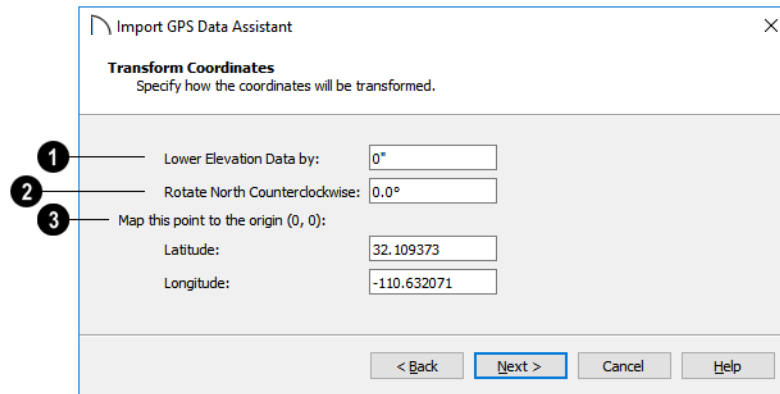 Import GPS Data Assistant
Transform Coordinates
Specify how the coordinates will be transformed.
1 Lower Elevation Data by: 0"
2 Rotate North Counterclockwise: 0.0°
3 Map this point to the origin (0, 0):
Latitude: 32.109373
Longitude: -110.632071
< Back Next > Cancel Help